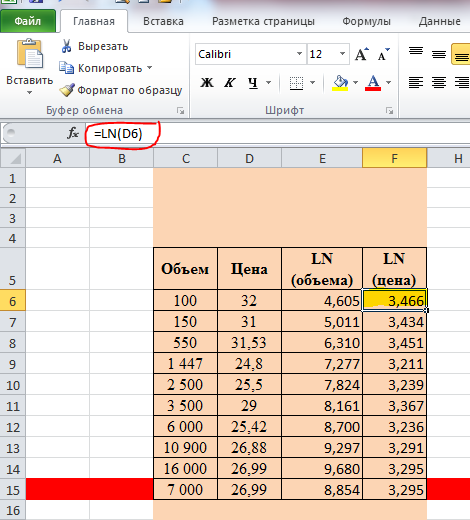 Файл Главная Вставка Разметка страницы Формулы Данные
Вырезать
Копировать
Формат по образцу
Вставить
Calibri 12 A A
Ж К Ч
Буфер обмена Шрифт
fx =LN(D6)
A B C D E F H
1
2
3
4
5 Объем Цена LN (объема) LN (цена)
6 100 32 4,605 3,466
7 150 31 5,011 3,434
8 550 31,53 6,310 3,451
9 1 447 24,8 7,277 3,211
10 2 500 25,5 7,824 3,239
11 3 500 29 8,161 3,367
12 6 000 25,42 8,700 3,236
13 10 900 26,88 9,297 3,291
14 16 000 26,99 9,680 3,295
15 7 000 26,99 8,854 3,295
16